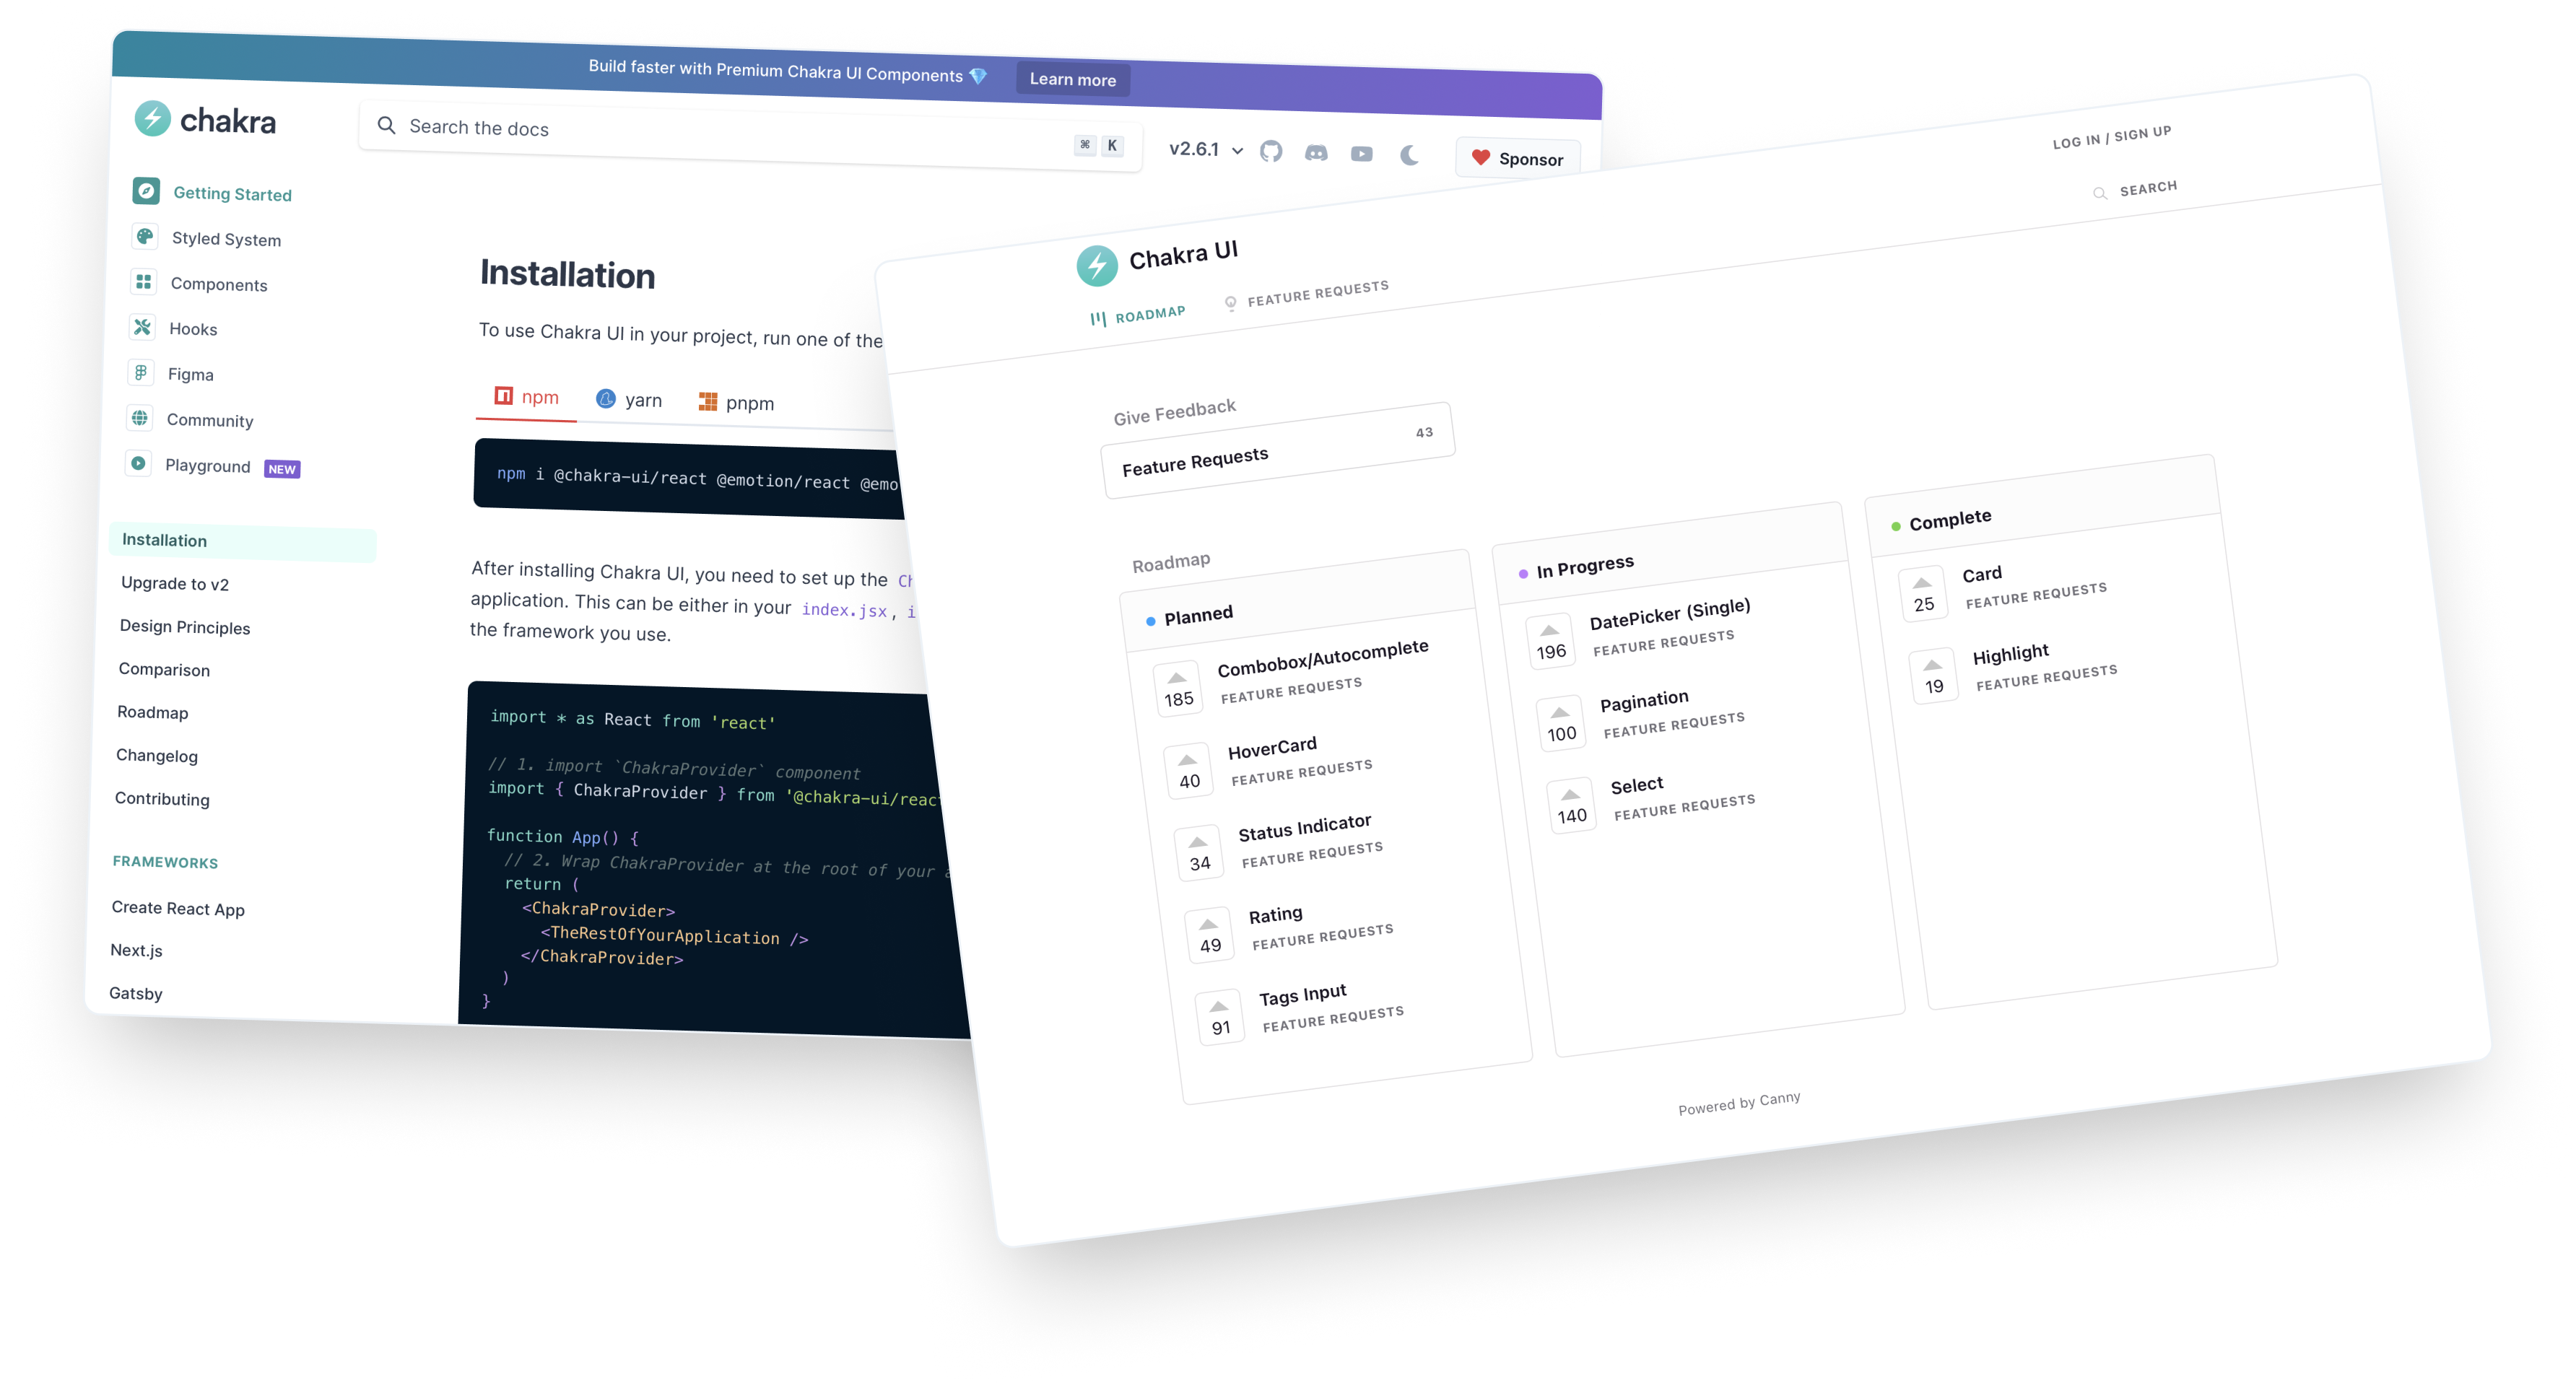 Build faster with Premium Chakra UI Components 💎 Learn more
chakra
Search the docs
⌘ K
v2.6.1
Sponsor
Getting Started
Styled System
Components
Hooks
Figma
Community
Playground NEW
Installation
Upgrade to v2
Design Principles
Comparison
Roadmap
Changelog
Contributing
FRAMEWORKS
Create React App
Next.js
Gatsby
Installation
To use Chakra UI in your project, run one of the
npm yarn pnpm
npm i @chakra-ui/react @emotion/react @emo
After installing Chakra UI, you need to set up the Ch
application. This can be either in your index.jsx, i
the framework you use.
import * as React from 'react'
// 1. import `ChakraProvider` component
import { ChakraProvider } from '@chakra-ui/react
function App() {
// 2. Wrap ChakraProvider at the root of your a
return (
<ChakraProvider>
<TheRestOfYourApplication />
</ChakraProvider>
)
}
LOG IN / SIGN UP
Chakra UI
SEARCH
ROADMAP FEATURE REQUESTS
Give Feedback
Feature Requests 43
Roadmap
Planned
185 Combobox/Autocomplete
FEATURE REQUESTS
40 HoverCard
FEATURE REQUESTS
34 Status Indicator
FEATURE REQUESTS
49 Rating
FEATURE REQUESTS
91 Tags Input
FEATURE REQUESTS
In Progress
196 DatePicker (Single)
FEATURE REQUESTS
100 Pagination
FEATURE REQUESTS
140 Select
FEATURE REQUESTS
Complete
25 Card
FEATURE REQUESTS
19 Highlight
FEATURE REQUESTS
Powered by Canny